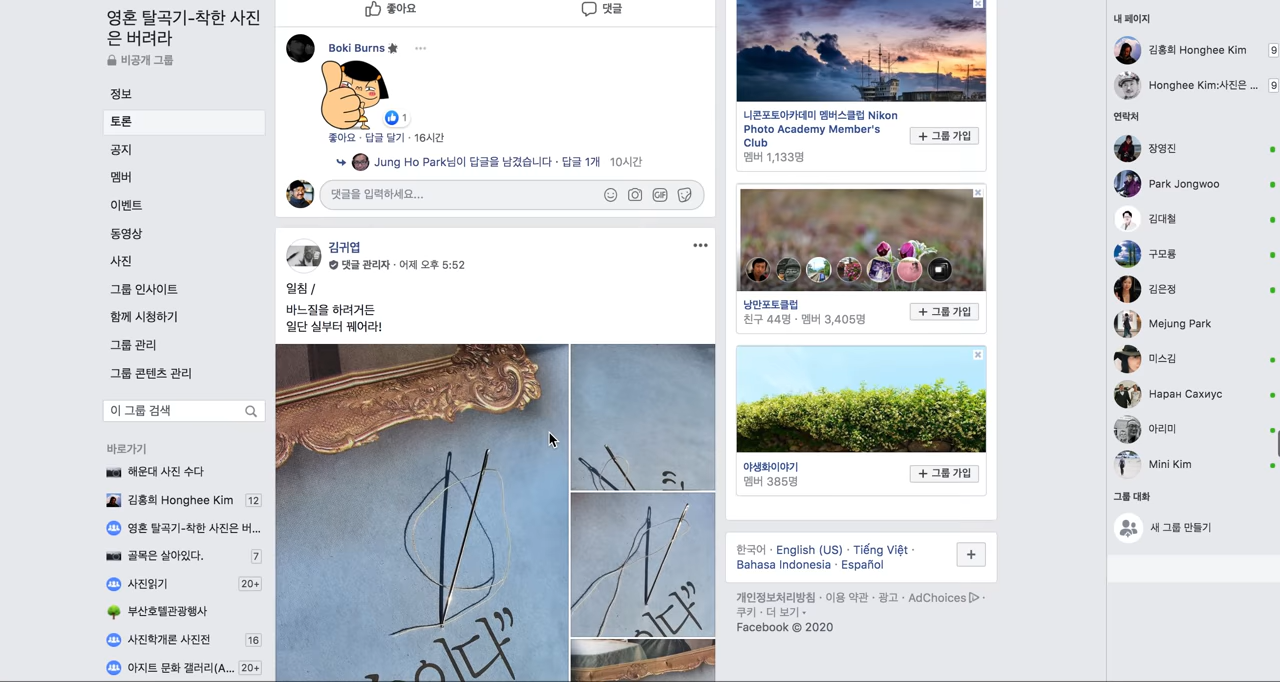 영혼 탈곡기-착한 사진
은 버려라
비공개 그룹
정보
토론
공지
멤버
이벤트
동영상
사진
그룹 인사이트
함께 시청하기
그룹 관리
그룹 콘텐츠 관리
이 그룹 검색
바로가기
해운대 사진 수다
김홍희 Honghee Kim 12
영혼 탈곡기-착한 사진은 버...
골목은 살아있다. 7
사진읽기 20+
부산호텔관광행사
사진학개론 사진전 16
아지트 문화 갤러리(A... 20+
좋아요 댓글
Boki Burns
1
좋아요 · 답글 달기 · 16시간
Jung Ho Park님이 답글을 남겼습니다 · 답글 1개 10시간
댓글을 입력하세요...
GIF
김귀엽
댓글 관리자 · 어제 오후 5:52
일침 /
바느질을 하려거든
일단 실부터 꿰어라!
이다”
이다”
니콘포토아카데미 멤버스클럽 Nikon
Photo Academy Member's
Club
멤버 1,133명
+ 그룹 가입
낭만포토클럽
친구 44명 · 멤버 3,405명
+ 그룹 가입
야생화이야기
멤버 385명
+ 그룹 가입
한국어 · English (US) · Tiếng Việt ·
Bahasa Indonesia · Español
+
개인정보처리방침 · 이용 약관 · 광고 · AdChoices ·
쿠키 · 더 보기
Facebook © 2020
내 페이지
김홍희 Honghee Kim 9
Honghee Kim:사진은 ... 9
연락처
장영진
Park Jongwoo
김대철
구모룡
김은정
Mejung Park
미스김
Наран Сахиус
아리미
Mini Kim
그룹 대화
새 그룹 만들기